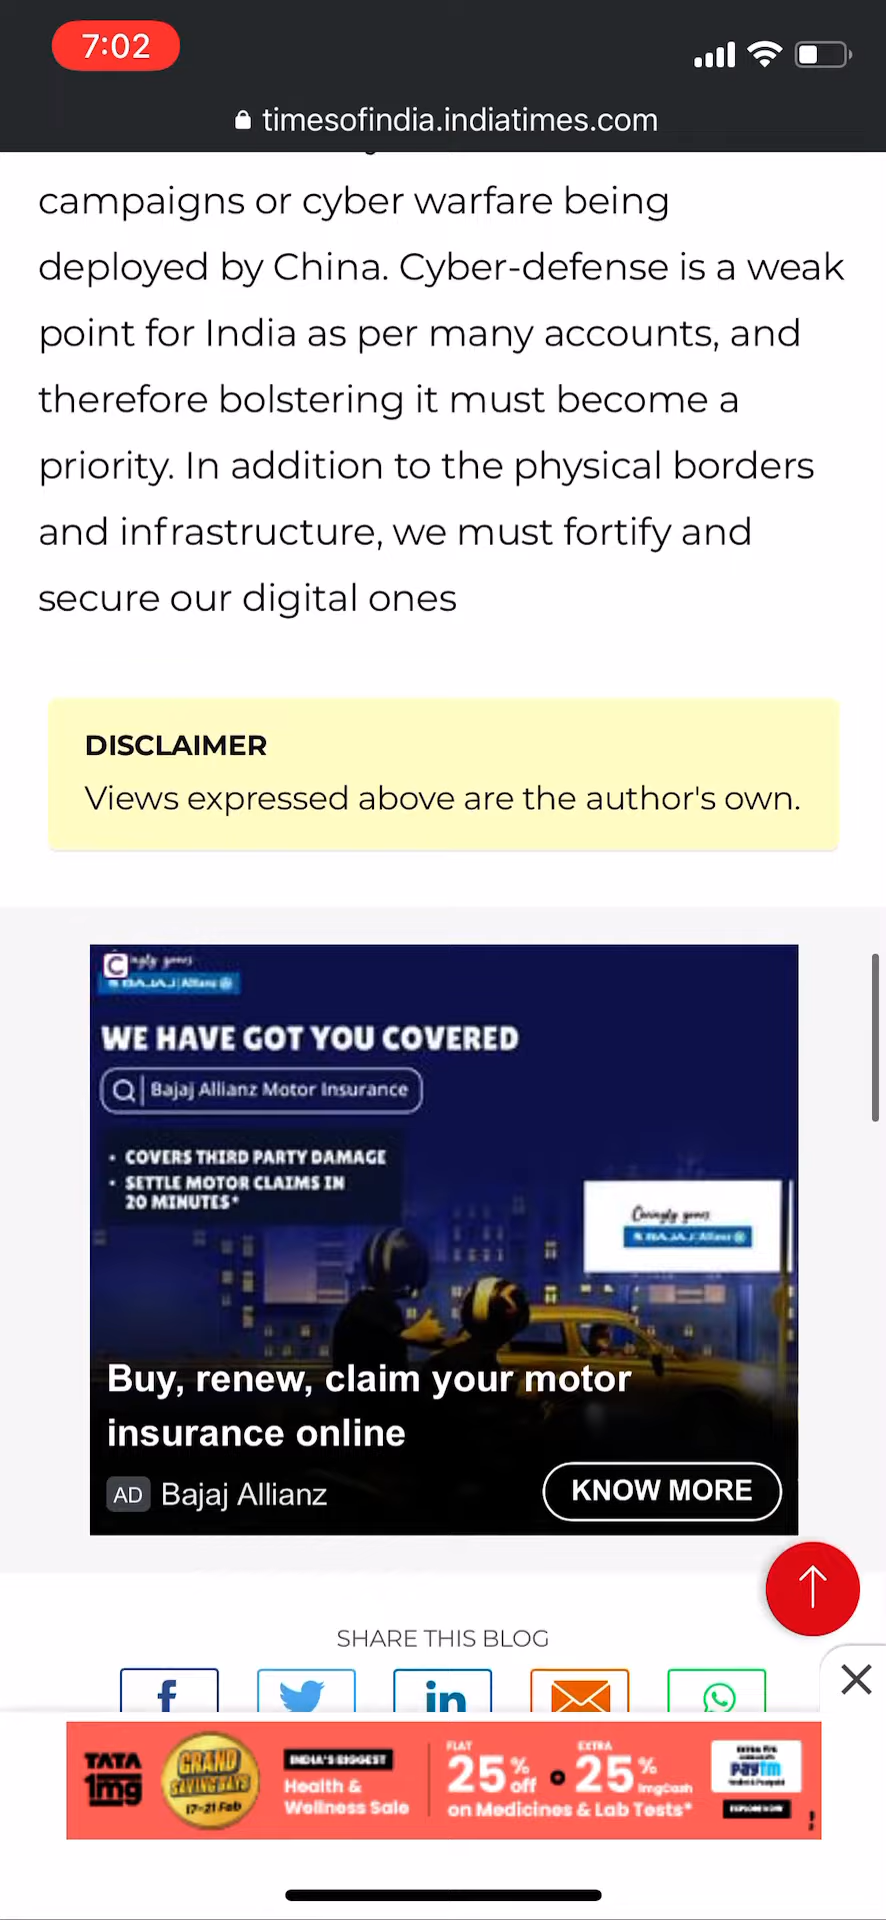 7:02
timesofindia.indiatimes.com
campaigns or cyber warfare being
deployed by China. Cyber-defense is a weak
point for India as per many accounts, and
therefore bolstering it must become a
priority. In addition to the physical borders
and infrastructure, we must fortify and
secure our digital ones
DISCLAIMER
Views expressed above are the author's own.
BAJAJ Allianz
WE HAVE GOT YOU COVERED
Bajaj Allianz Motor Insurance
• COVERS THIRD PARTY DAMAGE
• SETTLE MOTOR CLAIMS IN
20 MINUTES*
Caringly yours
BAJAJ Allianz
Buy, renew, claim your motor
insurance online
AD Bajaj Allianz
KNOW MORE
SHARE THIS BLOG
TATA
1mg
GRAND
SAVING DAYS
17-21 Feb
INDIA'S BIGGEST
Health &
Wellness Sale
FLAT
25% off
EXTRA
25% 1mgCash
on Medicines & Lab Tests*
paytm
EXPLORE NOW